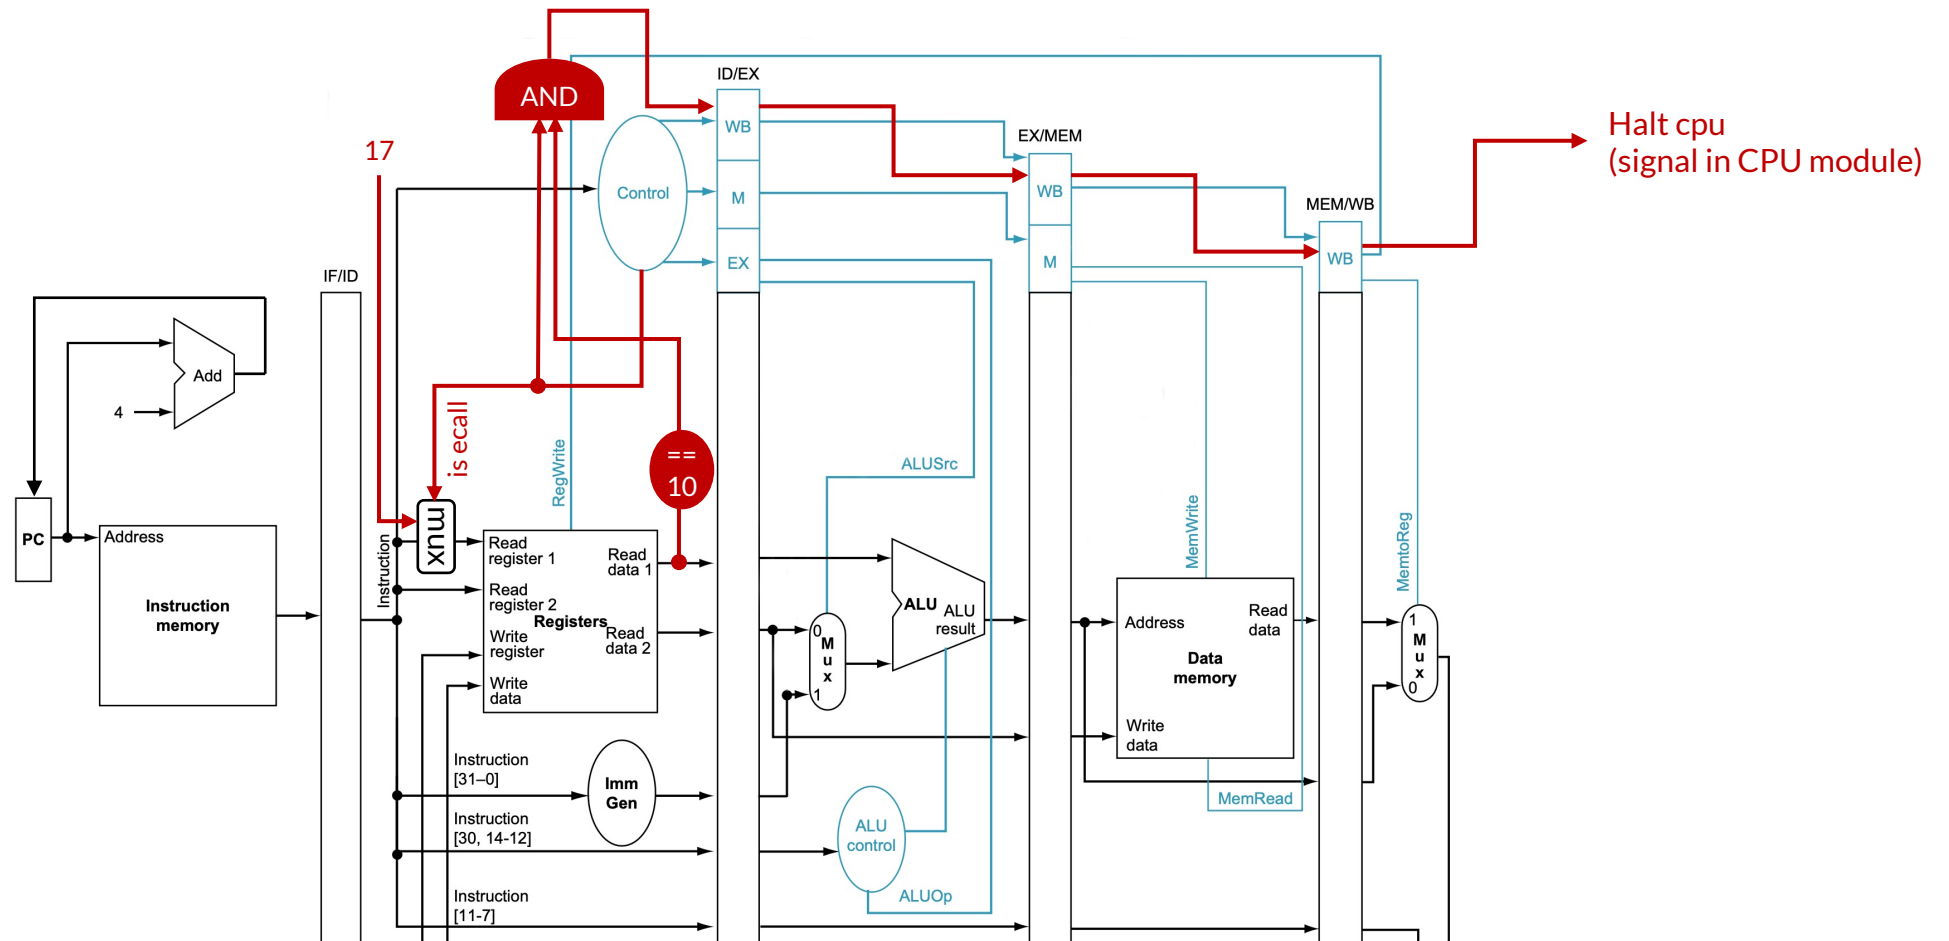 AND
ID/EX
WB
Halt cpu
(signal in CPU module)
EX/MEM
17
Control
M
WB
MEM/WB
EX
M
WB
IF/ID
Add
4
is ecall
RegWrite
==
10
ALUSrc
MemWrite
MemtoReg
PC
Address
Instruction
memory
Instruction
mux
Read
register 1
Read
register 2
Registers
Write
register
Write
data
Read
data 1
Read
data 2
0
M
u
x
1
ALU
ALU
result
Address
Read
data
Data
memory
Write
data
MemRead
1
M
u
x
0
Instruction
[31–0]
Imm
Gen
Instruction
[30, 14-12]
ALU
control
Instruction
[11-7]
ALUOp